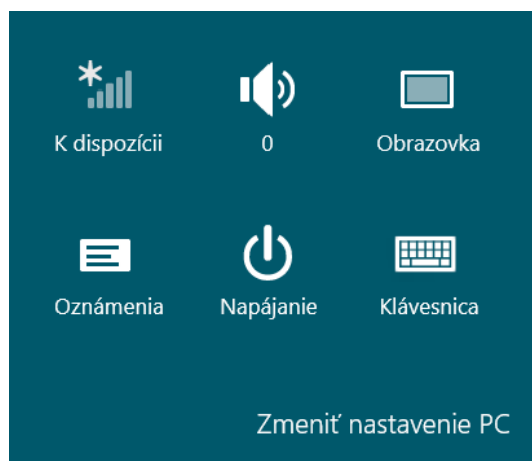 K dispozícii
0
Obrazovka
Oznámenia
Napájanie
Klávesnica
Zmeniť nastavenie PC